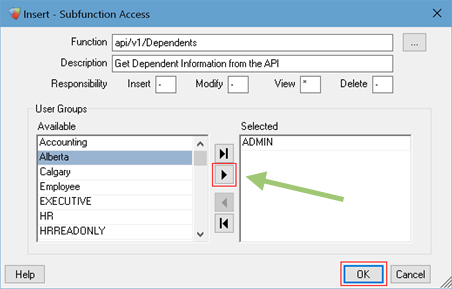 Insert - Subfunction Access
Function api/v1/Dependents ...
Description Get Dependent Information from the API
Responsibility Insert - Modify - View * Delete -
User Groups
Available Selected
Accounting ADMIN
Alberta
Calgary
Employee
EXECUTIVE
HR
HRREADONLY
Help OK Cancel